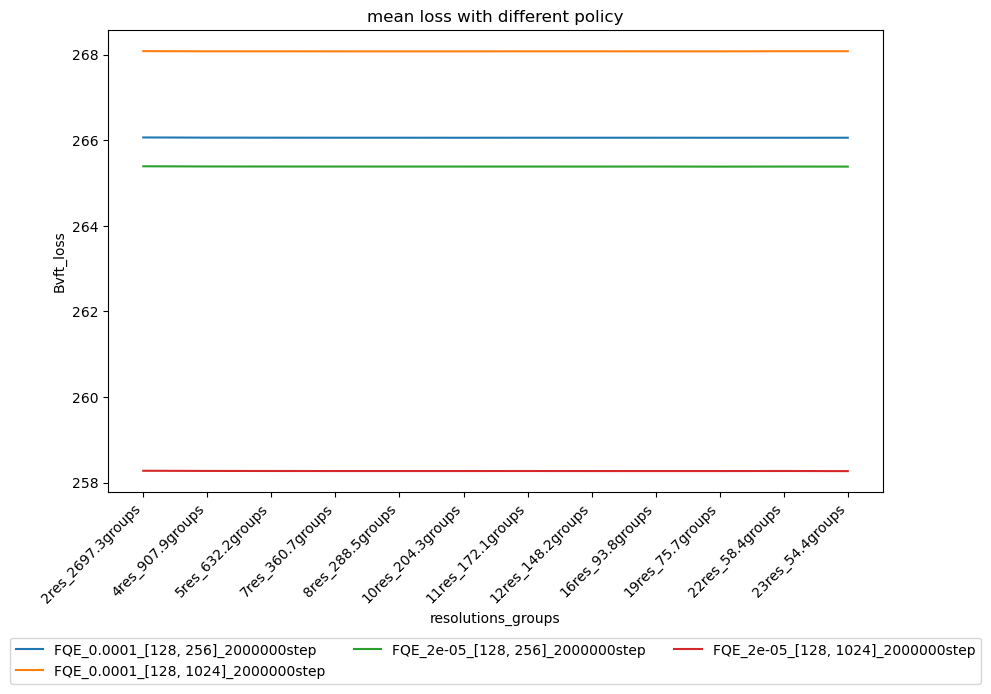 mean loss with different policy
268
266
264
262
260
258
Bvft_loss
2res_2697.3groups
4res_907.9groups
5res_632.2groups
7res_360.7groups
8res_288.5groups
10res_204.3groups
11res_172.1groups
12res_148.2groups
16res_93.8groups
19res_75.7groups
22res_58.4groups
23res_54.4groups
resolutions_groups
FQE_0.0001_[128, 256]_2000000step
FQE_0.0001_[128, 1024]_2000000step
FQE_2e-05_[128, 256]_2000000step
FQE_2e-05_[128, 1024]_2000000step